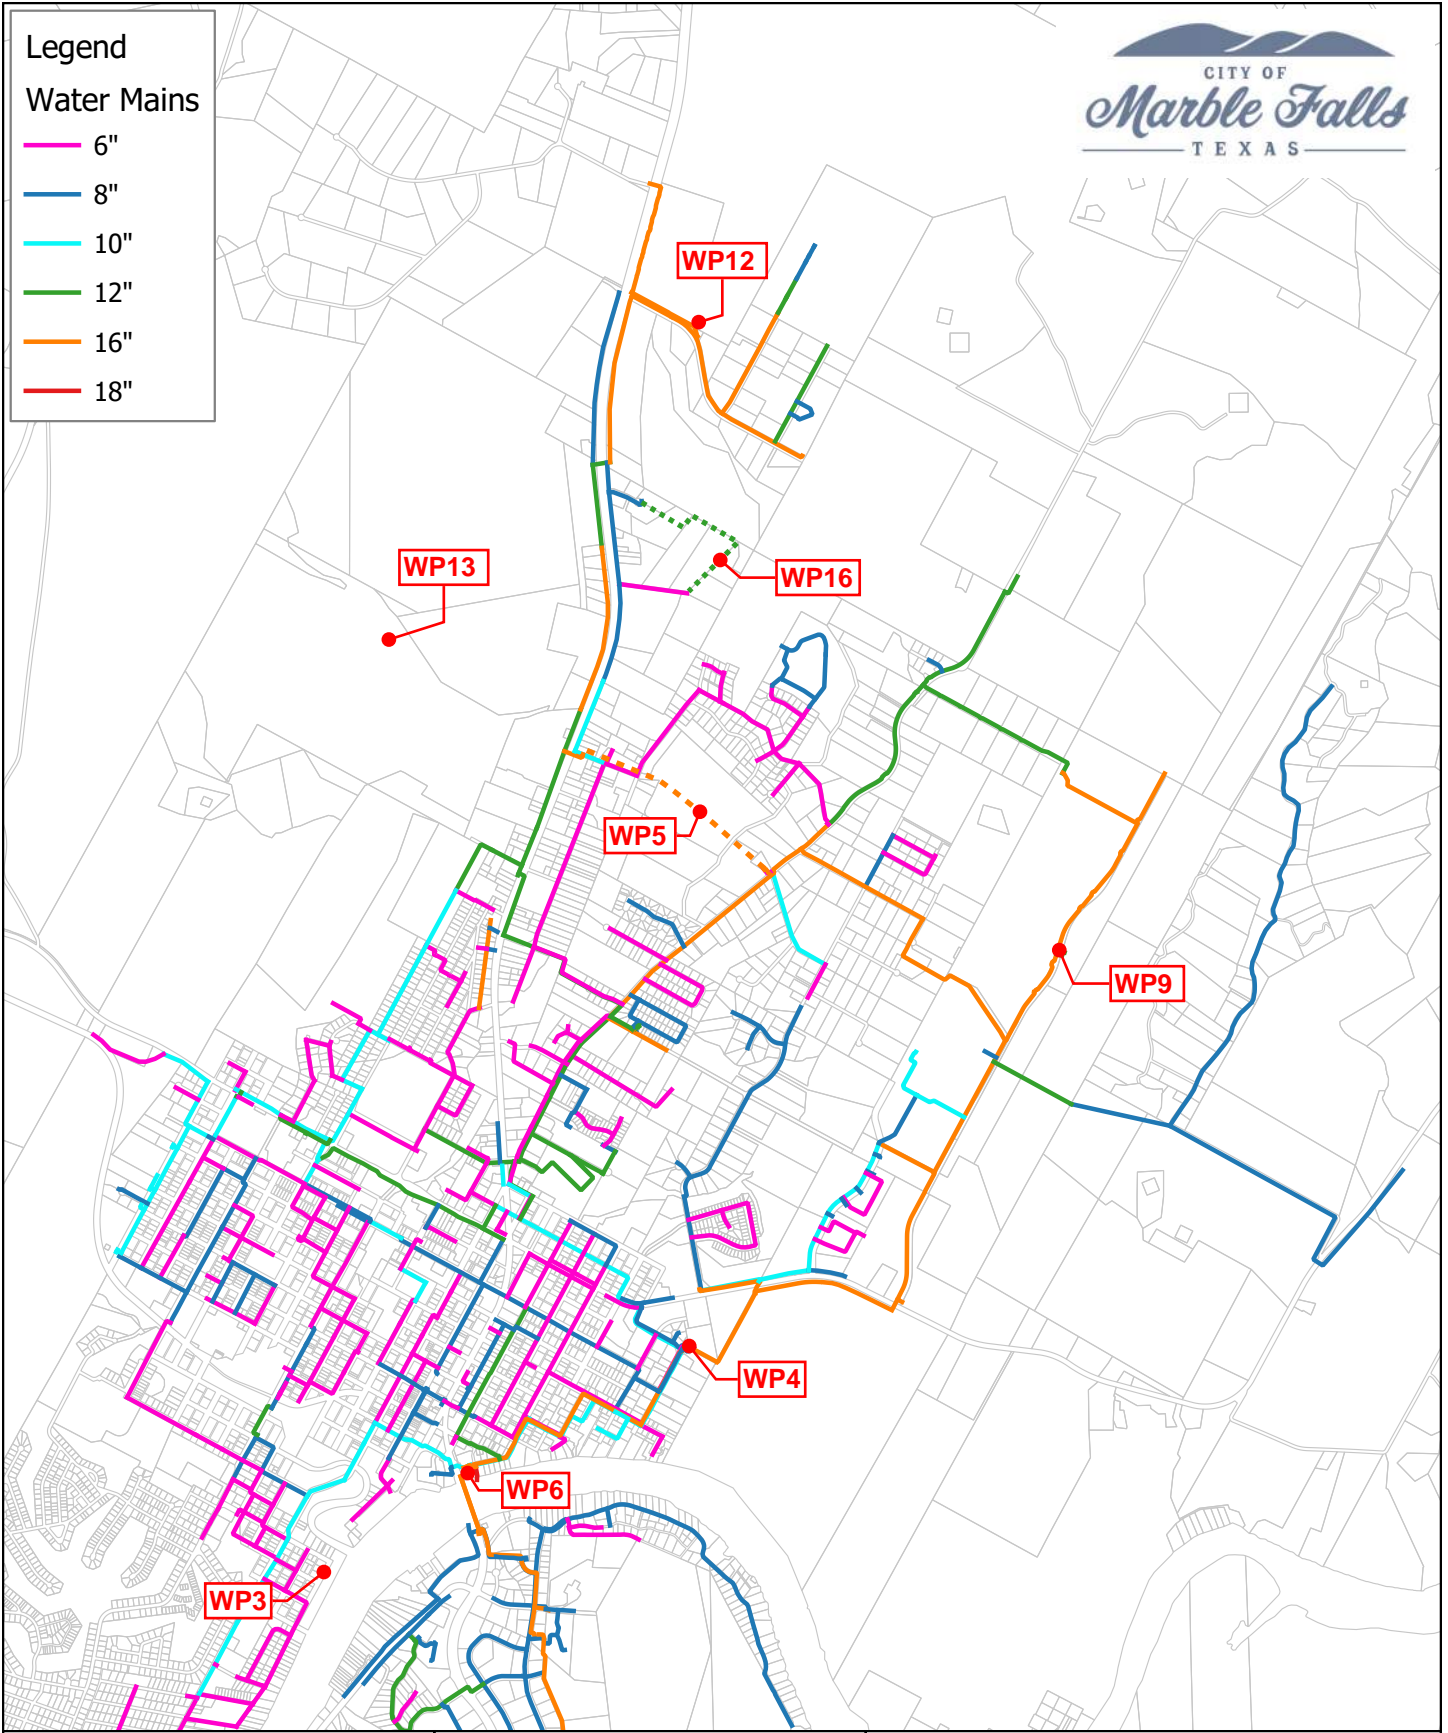 Legend
Water Mains
6"
8"
10"
12"
16"
18"
CITY OF
Marble Falls
TEXAS
WP12
WP13
WP16
WP5
WP9
WP4
WP6
WP3